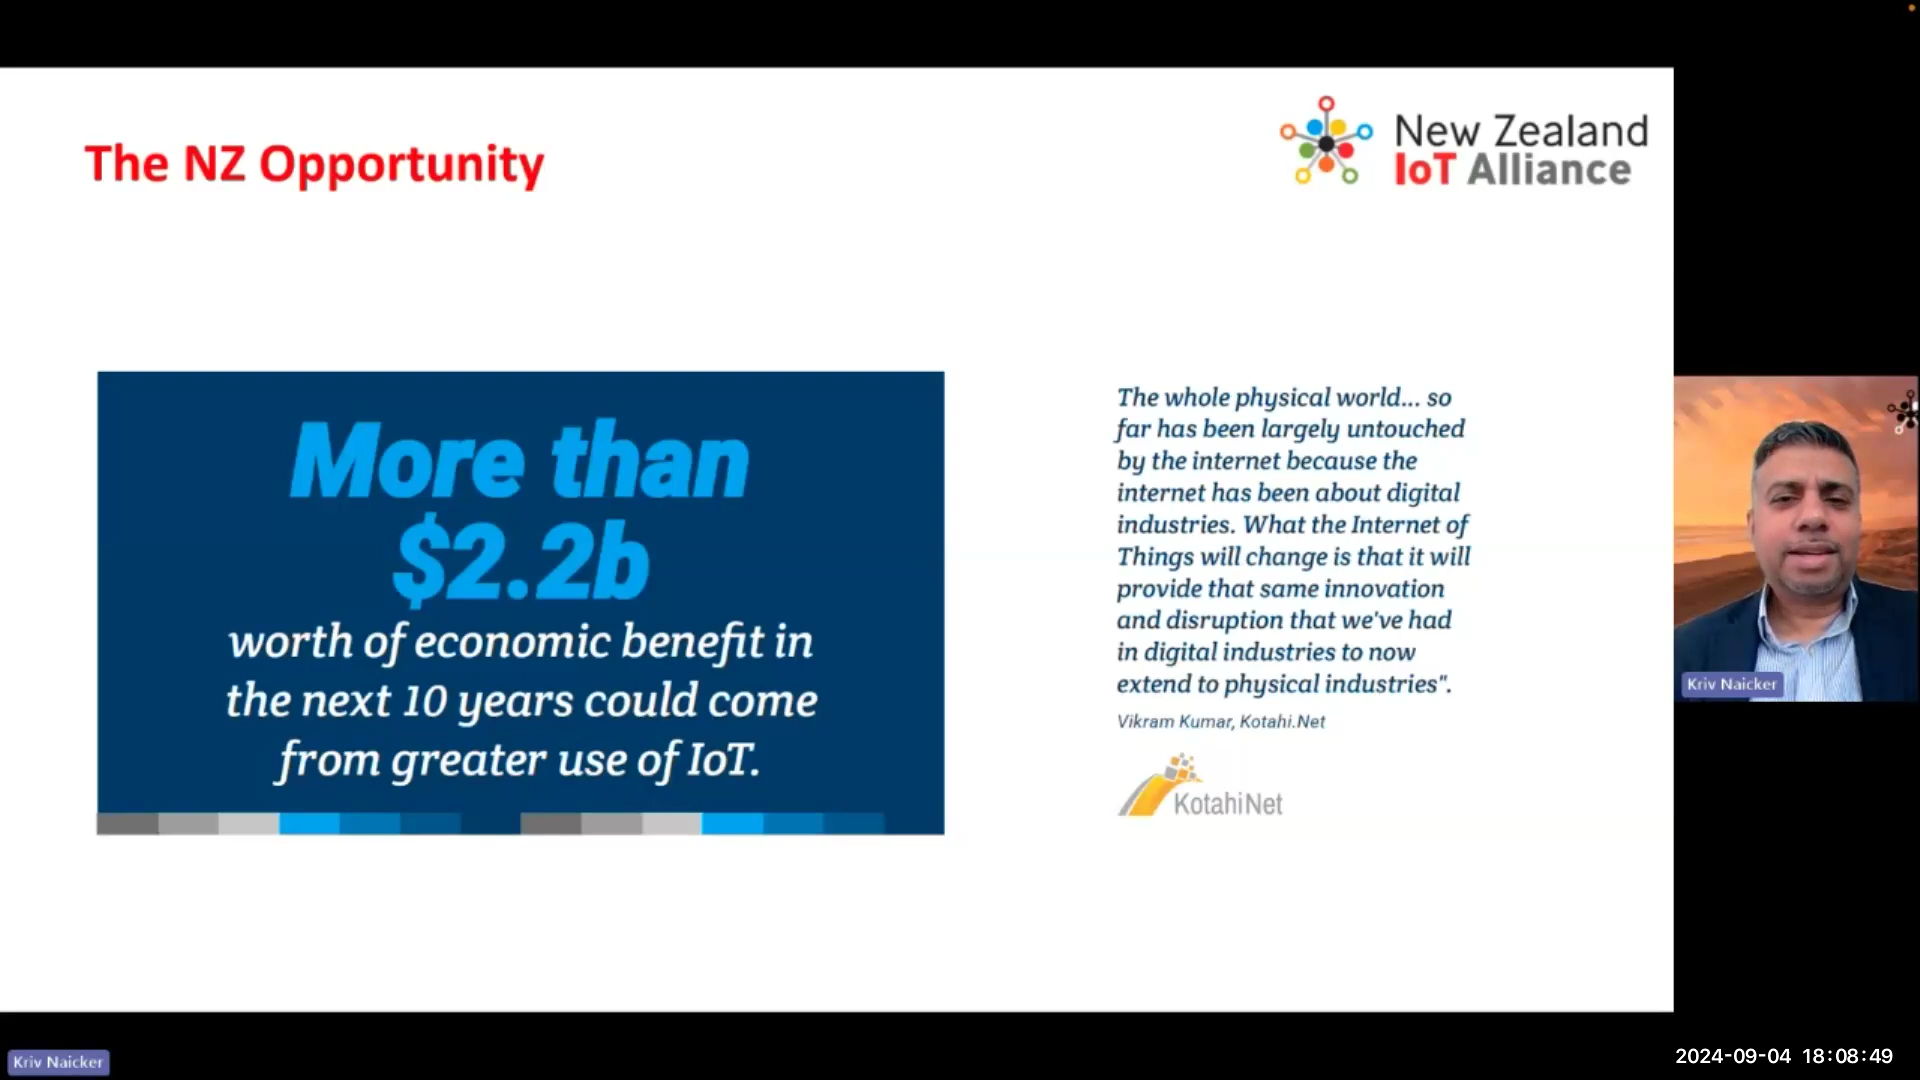 The NZ Opportunity
New Zealand
IoT Alliance
More than
$2.2b
worth of economic benefit in
the next 10 years could come
from greater use of IoT.
The whole physical world... so
far has been largely untouched
by the internet because the
internet has been about digital
industries. What the Internet of
Things will change is that it will
provide that same innovation
and disruption that we've had
in digital industries to now
extend to physical industries".
Vikram Kumar, Kotahi.Net
KotahiNet
Kriv Naicker
Kriv Naicker
2024-09-04 18:08:49